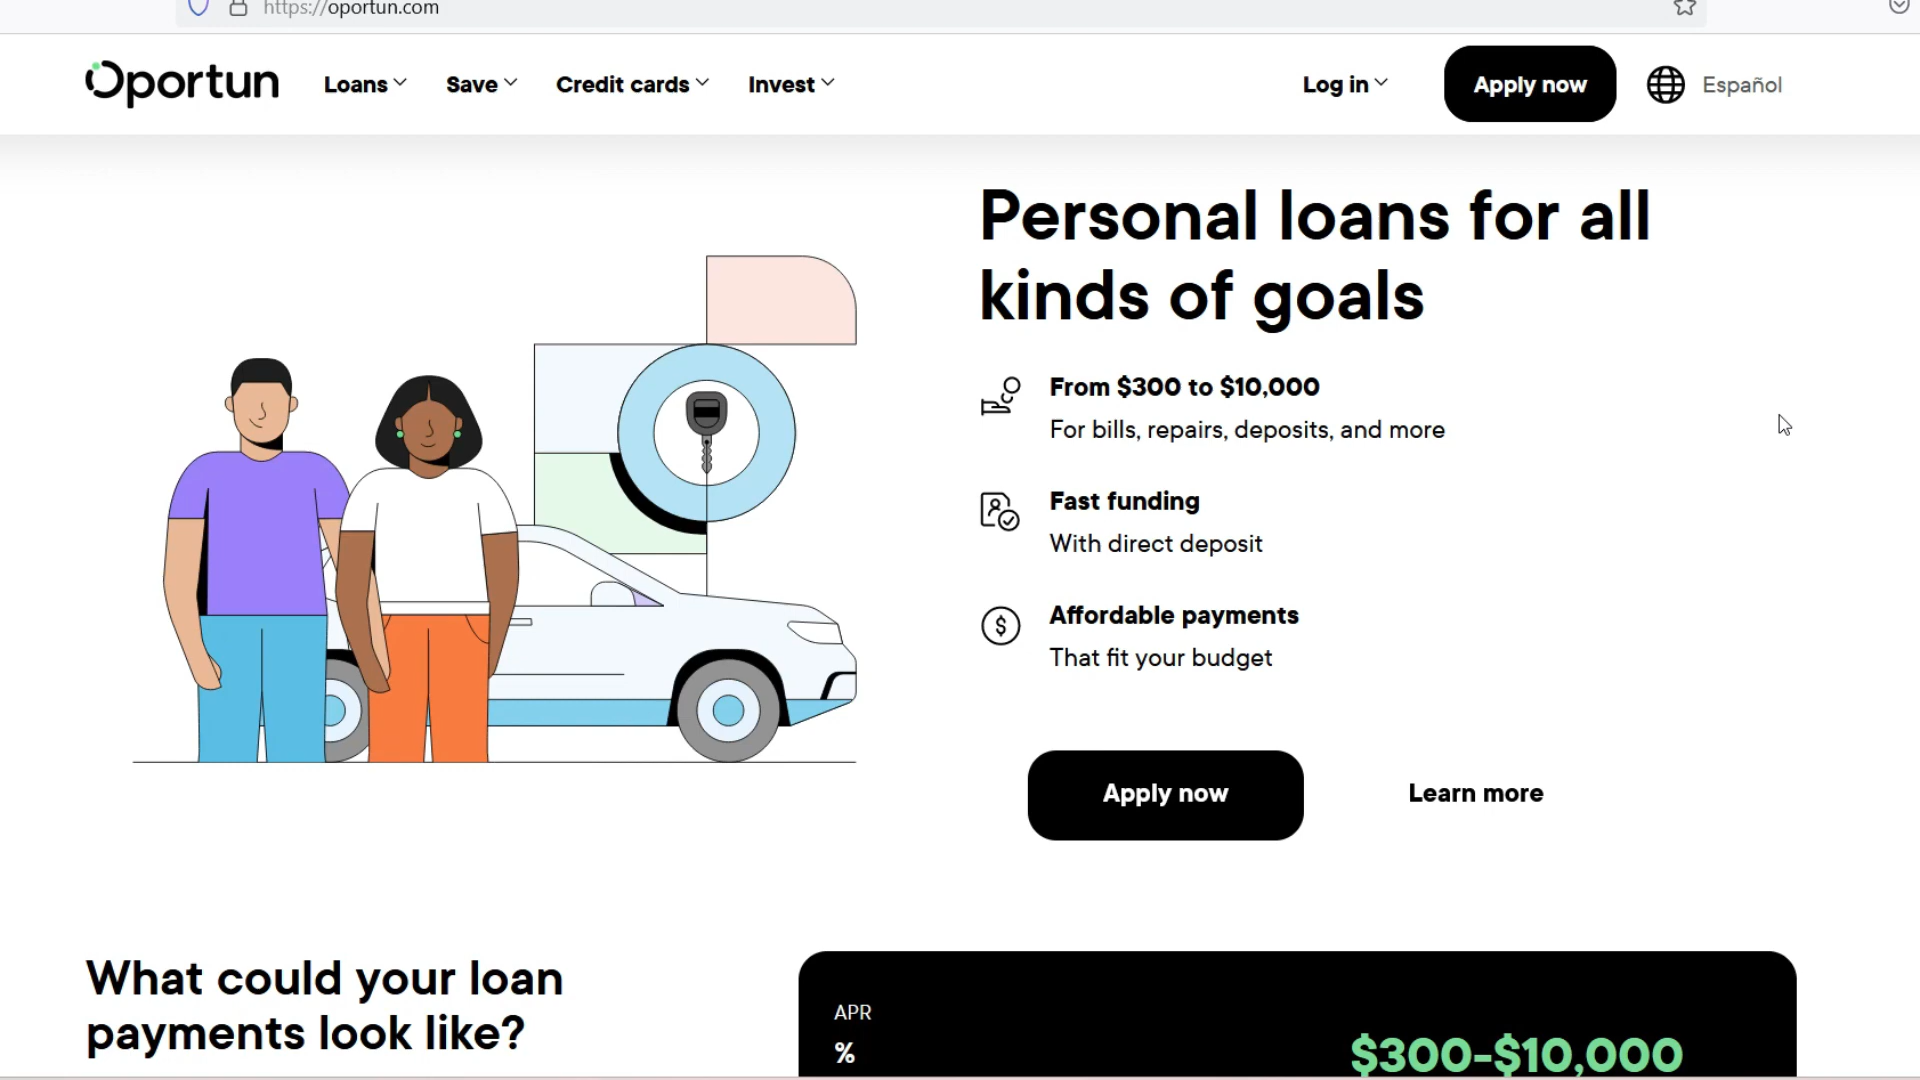 https://oportun.com
Oportun
Loans
Save
Credit cards
Invest
Log in
Apply now
Español
Personal loans for all
kinds of goals
From $300 to $10,000
For bills, repairs, deposits, and more
Fast funding
With direct deposit
Affordable payments
That fit your budget
Apply now
Learn more
What could your loan
payments look like?
APR
%
$300-$10,000